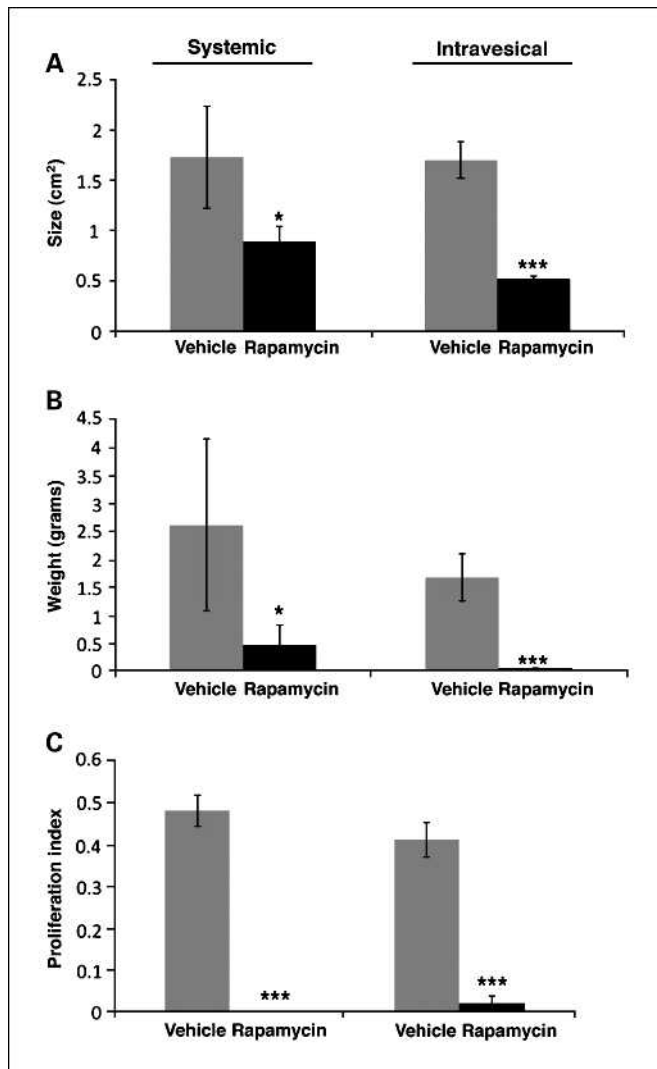 Systemic Intravesical
A
2.5
2
1.5
1
0.5
0
Size (cm²)
*
***
Vehicle Rapamycin Vehicle Rapamycin
B
4.5
4
3.5
3
2.5
2
1.5
1
0.5
0
Weight (grams)
*
***
Vehicle Rapamycin Vehicle Rapamycin
C
0.6
0.5
0.4
0.3
0.2
0.1
0
Proliferation index
***
***
Vehicle Rapamycin Vehicle Rapamycin